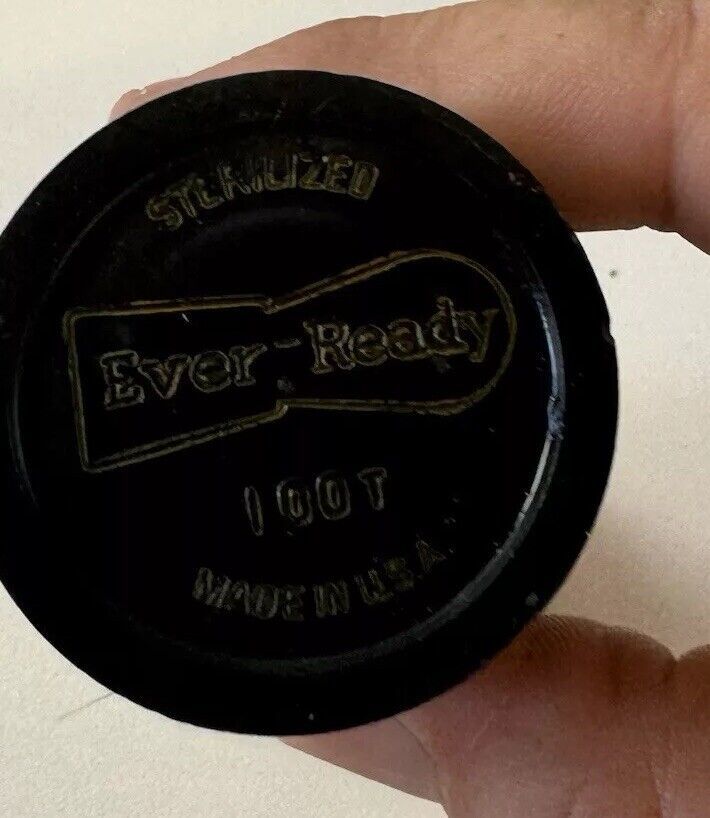 STERILIZED
Ever-Ready
100T
MADE IN U.S.A.